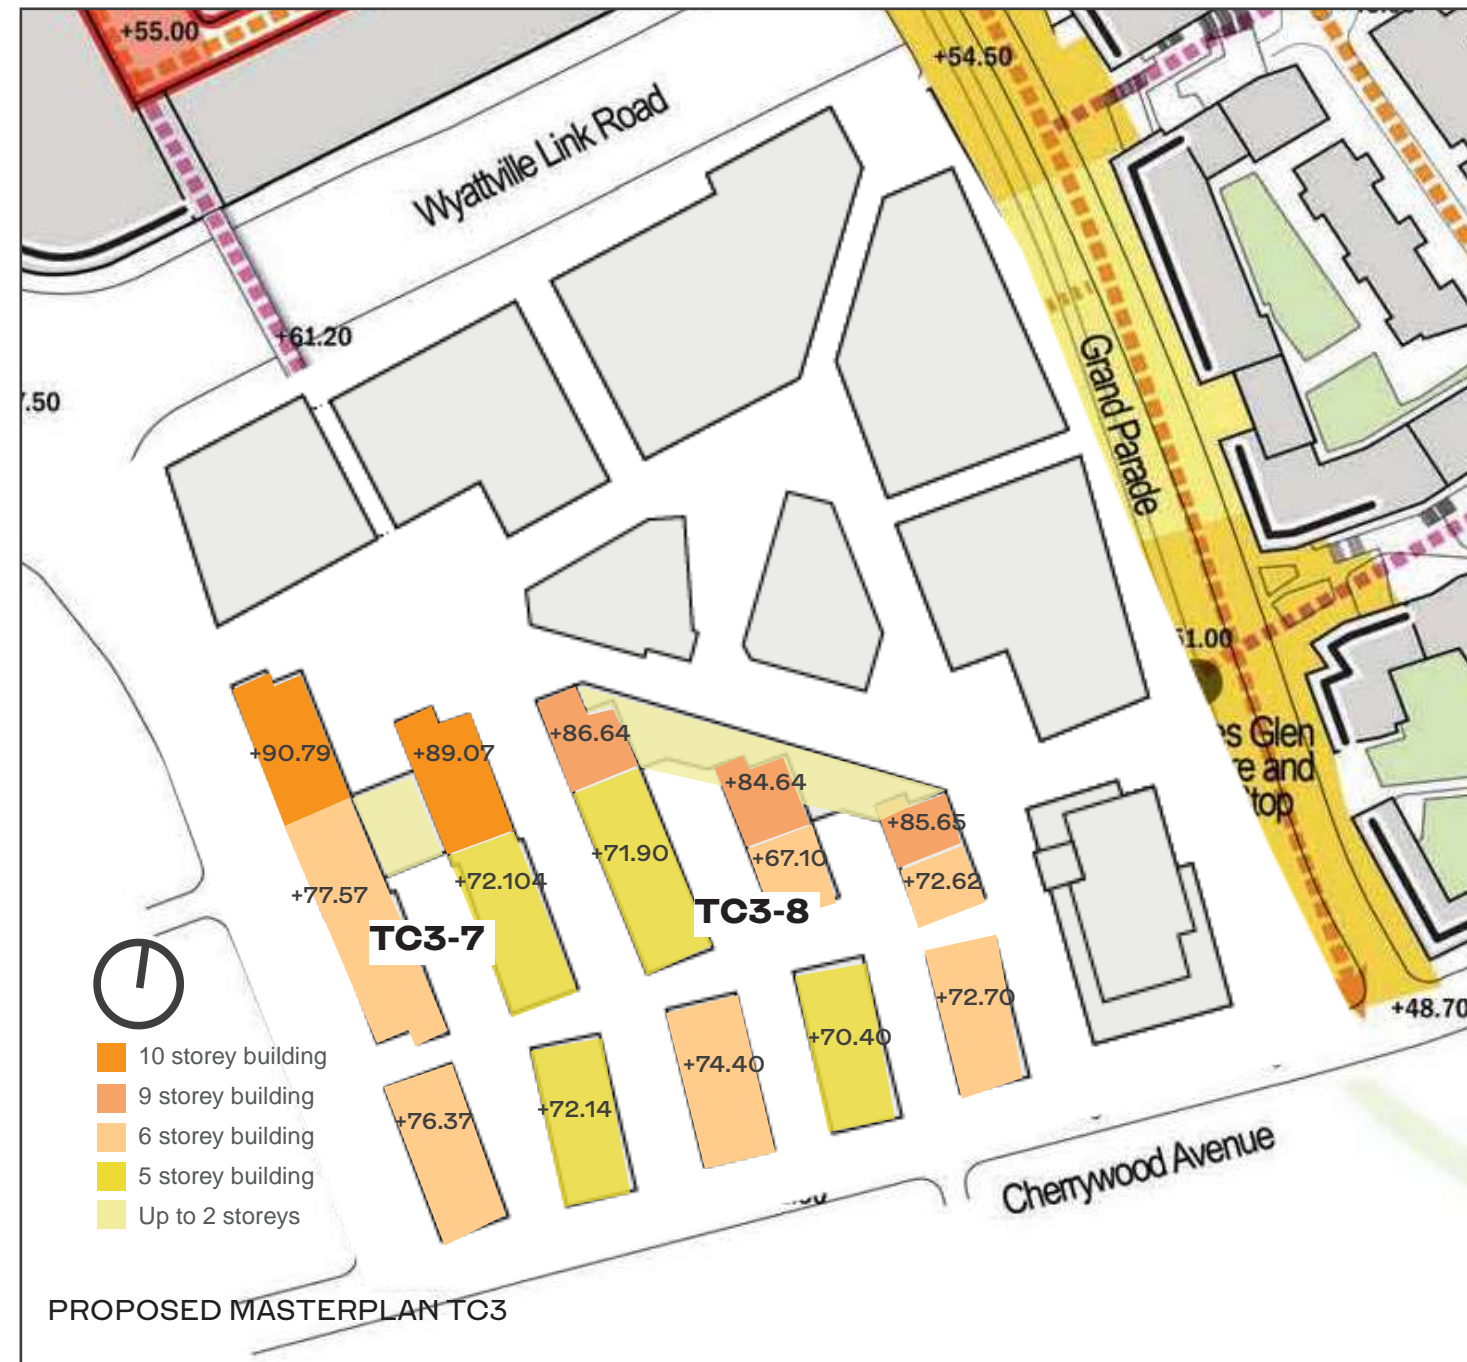 +55.00
+54.50
Wyattville Link Road
+61.20
.50
Grand Parade
51.00
s Glen
re and
top
+90.79
+89.07
+86.64
+84.64
+85.65
+77.57
+72.104
+71.90
+67.10
+72.62
TC3-7
TC3-8
+72.70
+48.70
+74.40
+70.40
+76.37
+72.14
10 storey building
9 storey building
6 storey building
5 storey building
Up to 2 storeys
Cherrywood Avenue
PROPOSED MASTERPLAN TC3